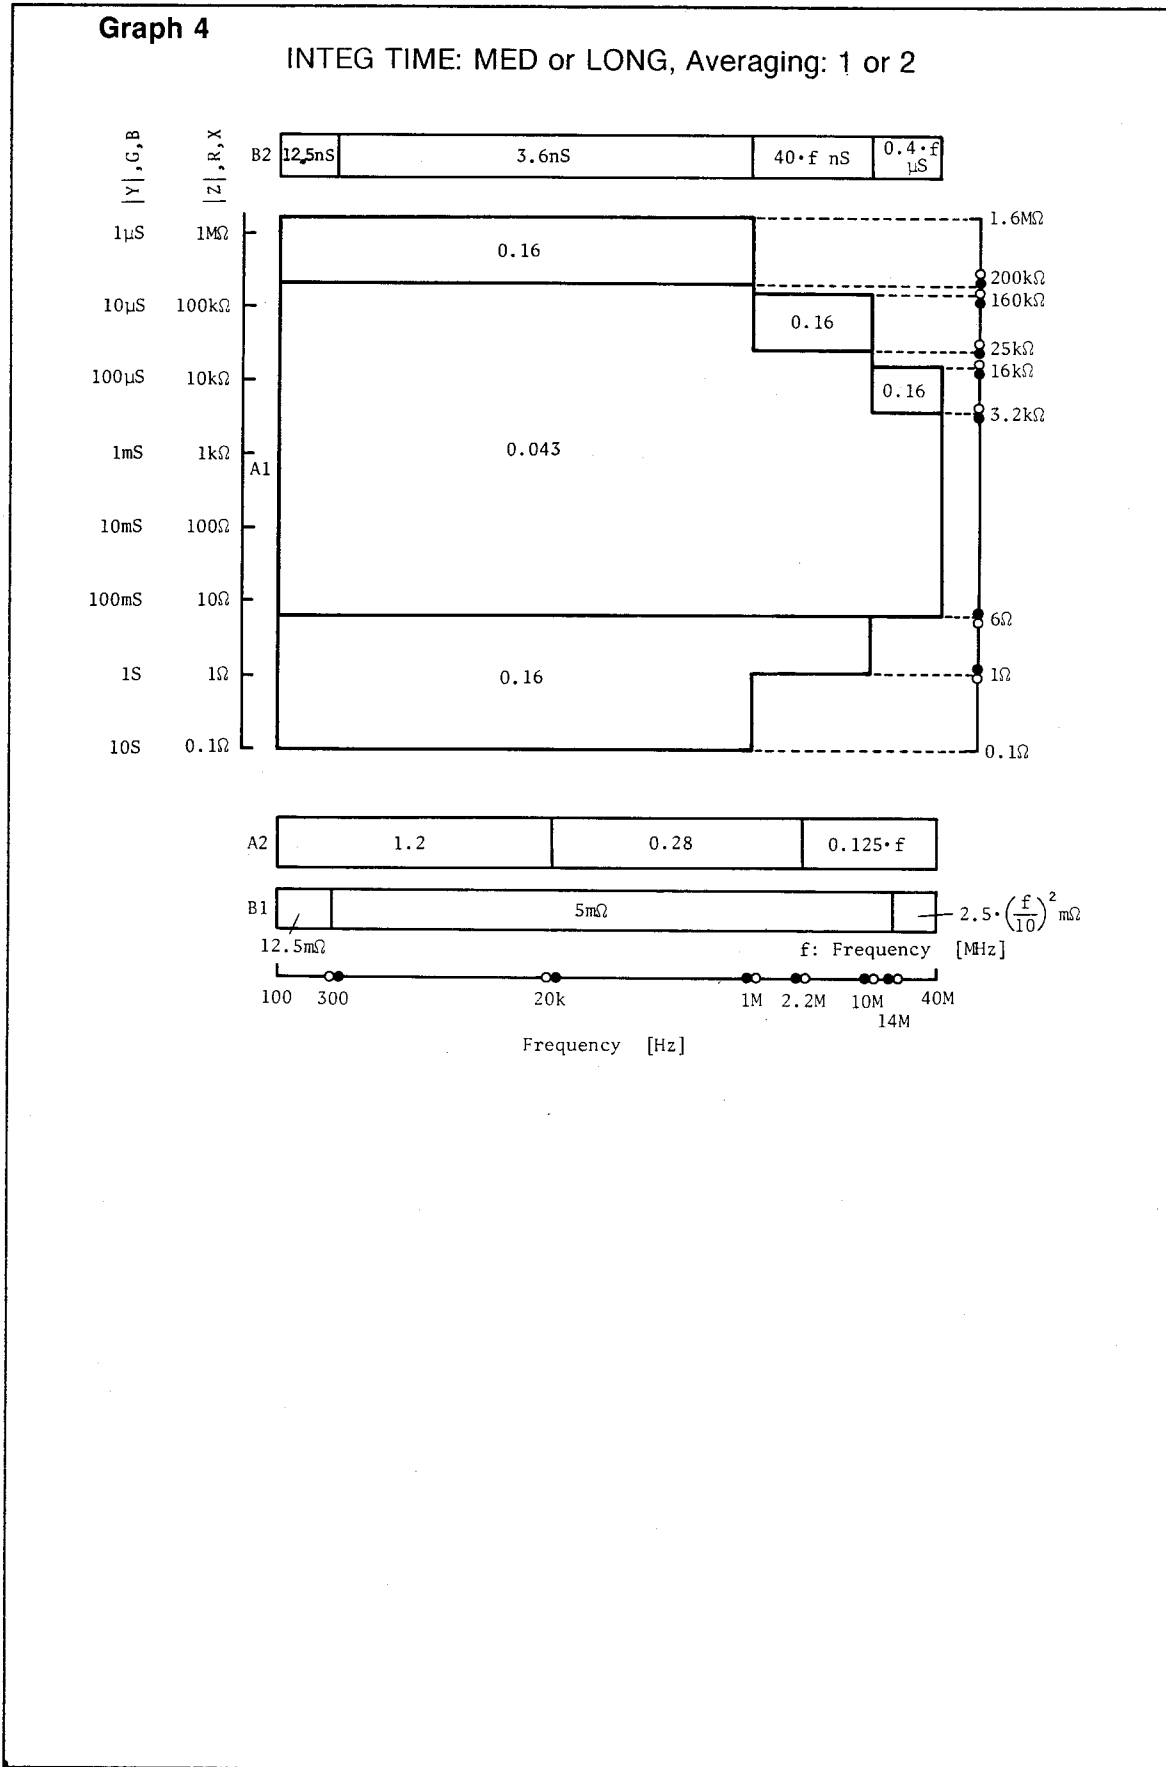 Graph 4
INTEG TIME: MED or LONG, Averaging: 1 or 2
|Y|,G,B
|Z|,R,X
B2
12.5nS
3.6nS
40·f nS
0.4·f
µS
1µS 1MΩ
10µS 100kΩ
100µS 10kΩ
1mS 1kΩ
10mS 100Ω
100mS 10Ω
1S 1Ω
10S 0.1Ω
A1
0.16
0.16
0.16
0.043
0.16
1.6MΩ
200kΩ
160kΩ
25kΩ
16kΩ
3.2kΩ
6Ω
1Ω
0.1Ω
A2 1.2 0.28 0.125·f
B1 5mΩ 2.5·(f/10)² mΩ
12.5mΩ
f: Frequency [MHz]
100 300 20k 1M 2.2M 10M 40M
14M
Frequency [Hz]